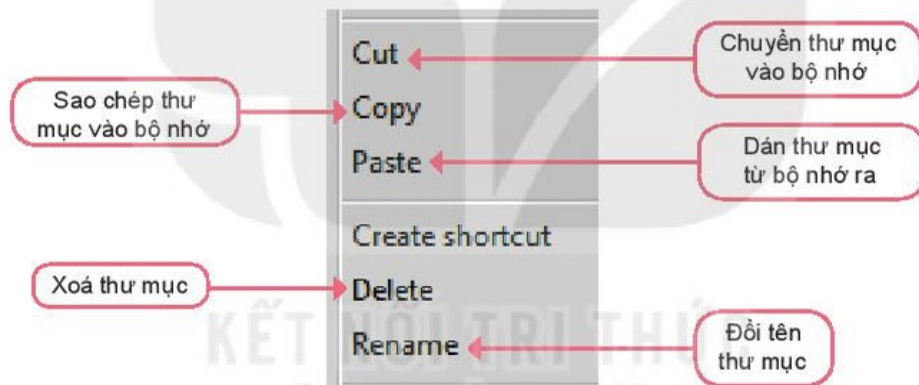 Cut
Chuyển thư mục
vào bộ nhớ
Sao chép thư
mục vào bộ nhớ
Copy
Paste
Dán thư mục
từ bộ nhớ ra
Create shortcut
Xoá thư mục
Delete
Rename
Đổi tên
thư mục
KẾT NỐI TRI THỨC